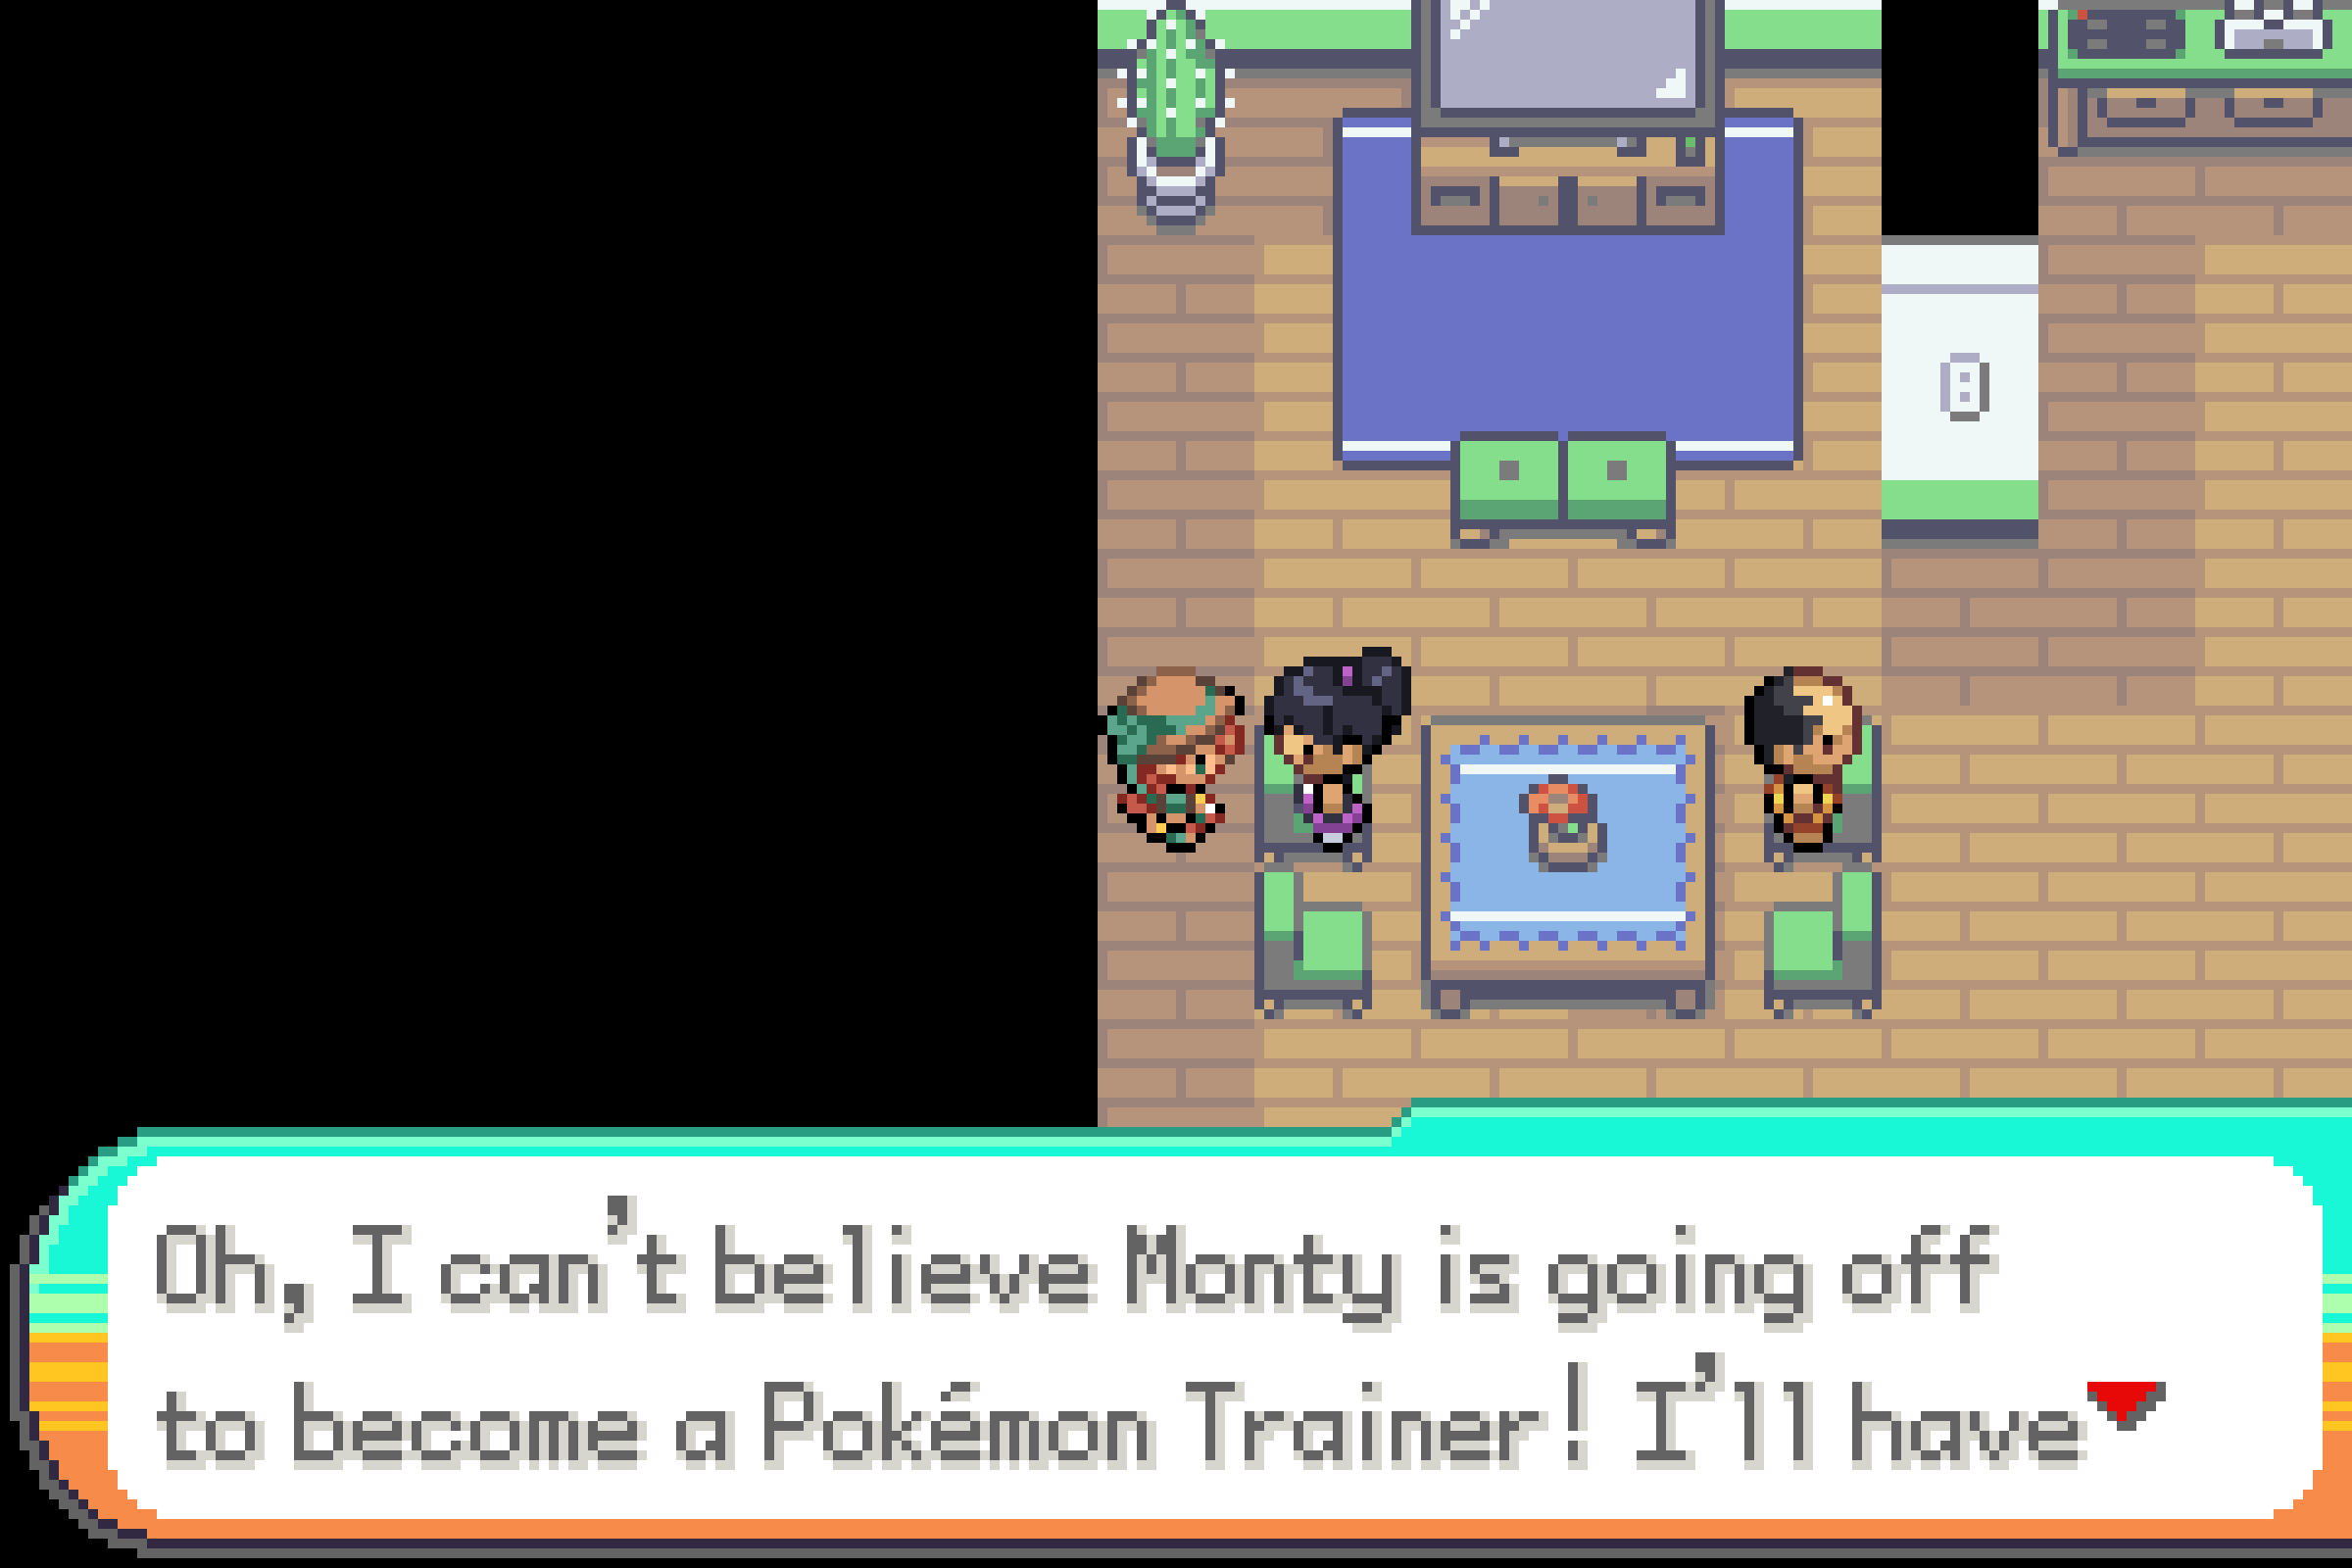 Oh, I can't believe Monty is going off
to become a Pokémon Trainer! I'll have